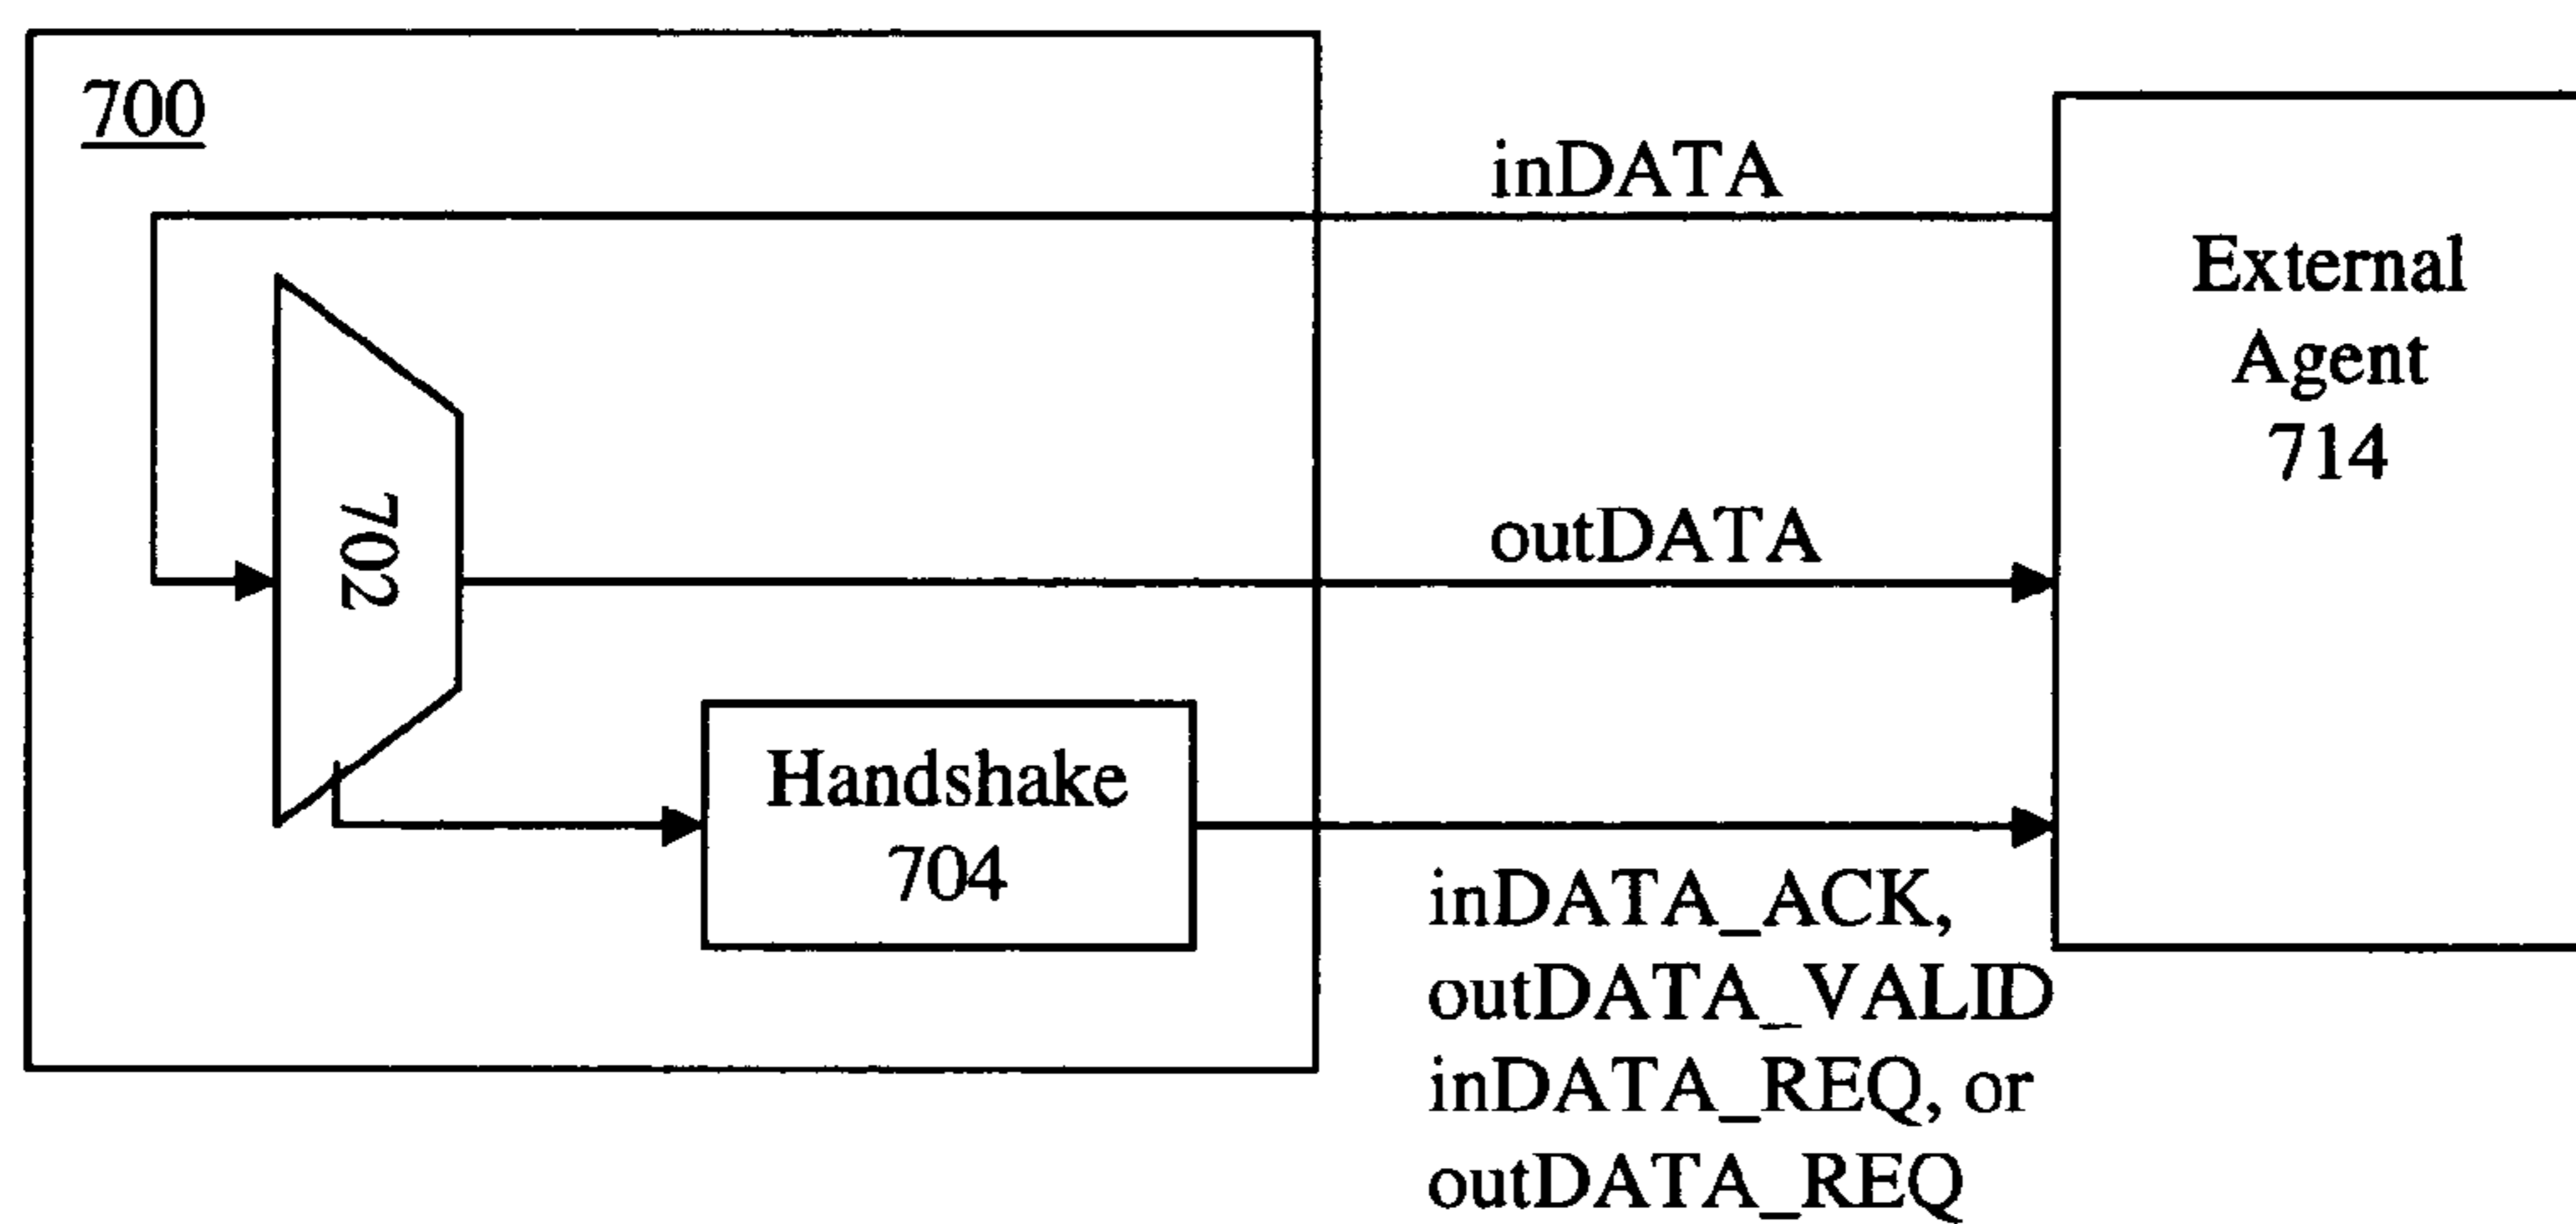 700
inDATA
External
Agent
714
702
outDATA
Handshake
704
inDATA_ACK,
outDATA_VALID
inDATA_REQ, or
outDATA_REQ